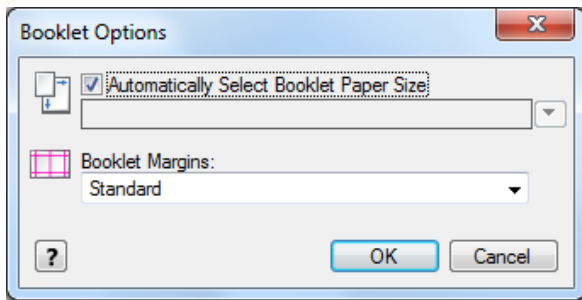 Booklet Options
Automatically Select Booklet Paper Size
Booklet Margins:
Standard
? OK Cancel